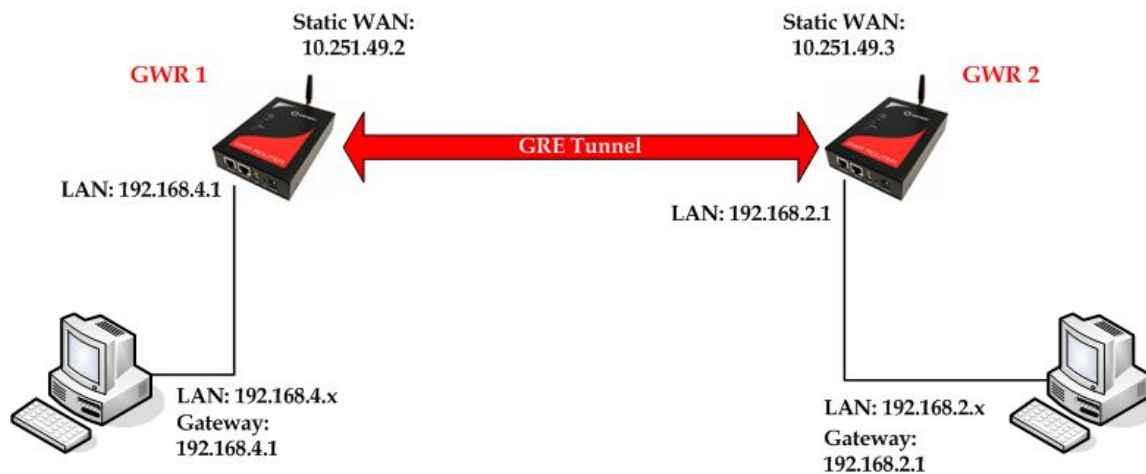 Static WAN:
10.251.49.2
Static WAN:
10.251.49.3
GWR 1
GWR 2
GRE Tunnel
LAN: 192.168.4.1
LAN: 192.168.2.1
LAN: 192.168.4.x
Gateway:
192.168.4.1
LAN: 192.168.2.x
Gateway:
192.168.2.1